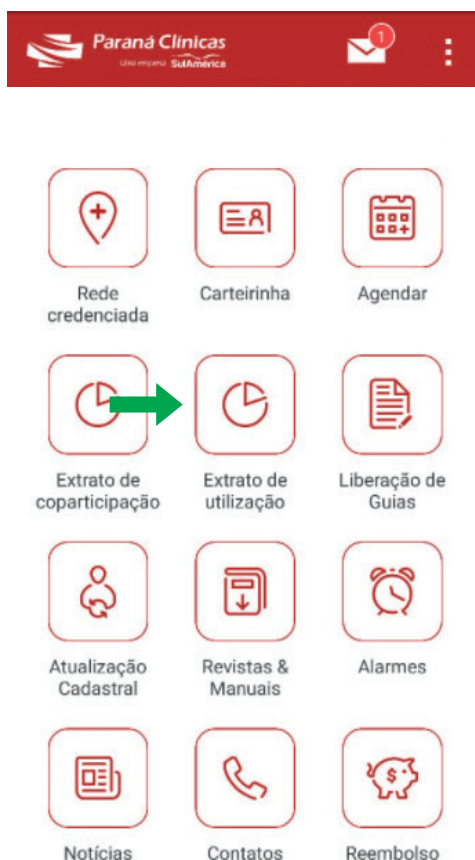 Paraná Clínicas
Uma empresa SulAmérica
1
Rede
credenciada
Carteirinha
Agendar
Extrato de
coparticipação
Extrato de
utilização
Liberação de
Guias
Atualização
Cadastral
Revistas &
Manuais
Alarmes
Notícias
Contatos
$
Reembolso